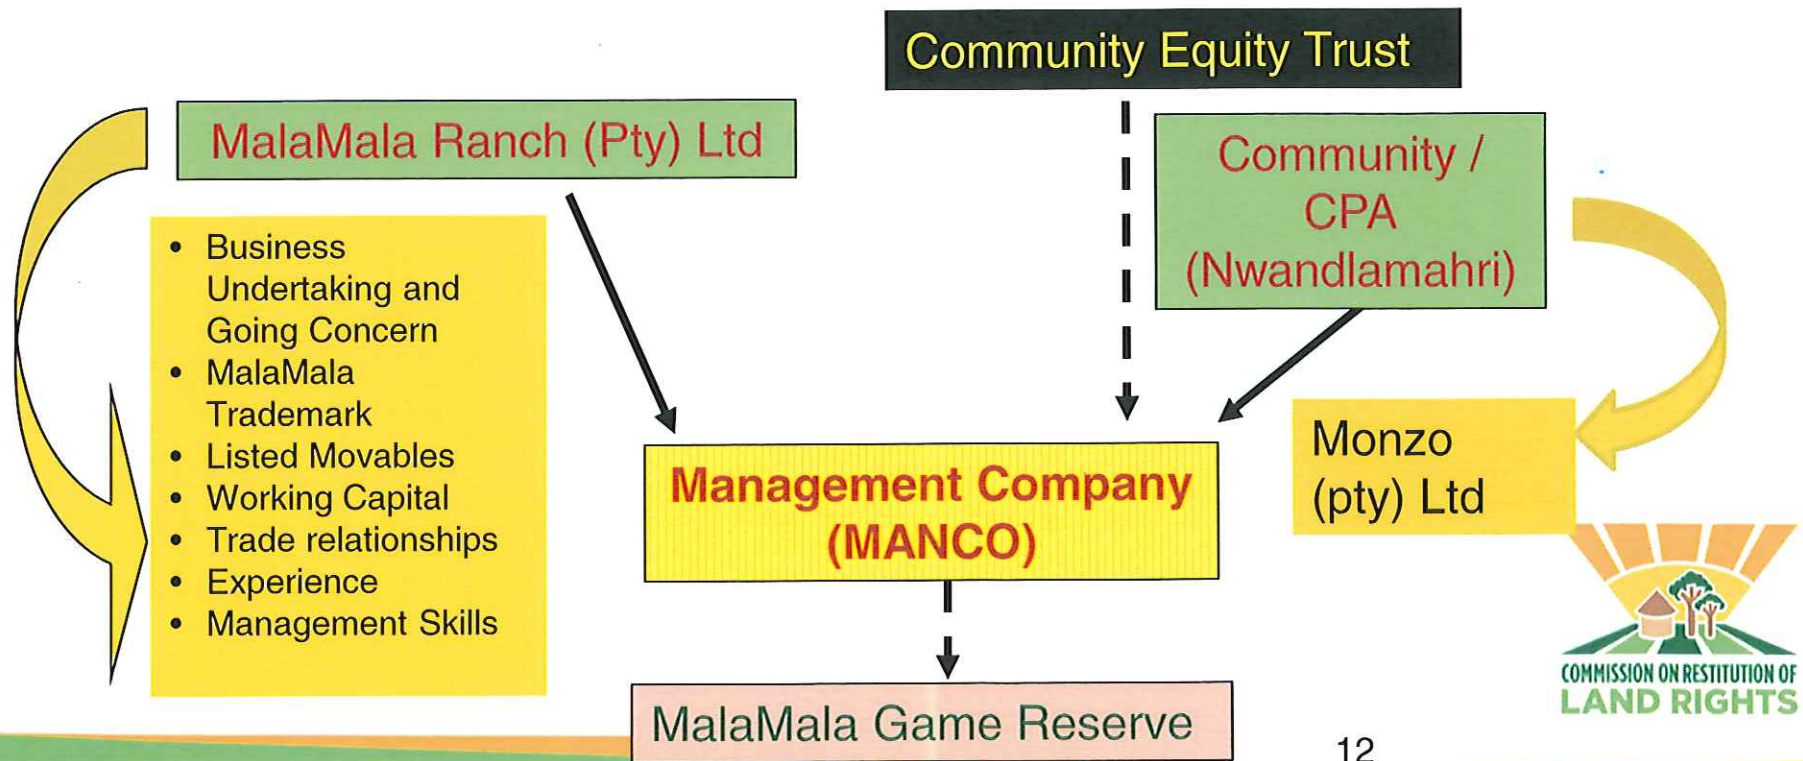 Community Equity Trust
MalaMala Ranch (Pty) Ltd
Community /
CPA
(Nwandlamahri)
• Business
Undertaking and
Going Concern
• MalaMala
Trademark
• Listed Movables
• Working Capital
• Trade relationships
• Experience
• Management Skills
Management Company
(MANCO)
Monzo
(pty) Ltd
MalaMala Game Reserve
COMMISSION ON RESTITUTION OF
LAND RIGHTS
12